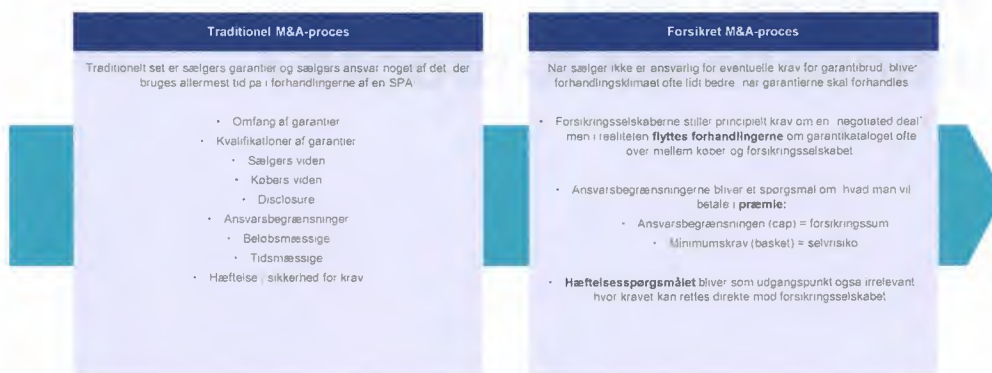 Traditionel M&A-proces
Traditionelt set er sælgers garantier og sælgers ansvar noget af det der
bruges allermest tid pa i forhandlingerne af en SPA
· Omfang af garantier
· Kvalifikationer af garantier
· Sælgers viden
· Købers viden
· Disclosure
· Ansvarsbegrænsninger
· Beløbsmæssige
· Tidsmæssige
· Hæftelse / sikkerhed for krav
Forsikret M&A-proces
Nar sælger ikke er ansvarlig for eventuelle krav for garantibrud bliver
forhandlingsklimaet ofte lidt bedre nar garantierne skal forhandles
· Forsikringsselskaberne stiller principielt krav om en "negotiated deal"
men i realiteten flyttes forhandlingerne om garantikataloget ofte
over mellem køber og forsikringsselskabet
· Ansvarsbegrænsningerne bliver et spørgsmal om hvad man vil
betale i præmie:
· Ansvarsbegrænsningen (cap) = forsikringssum
· Minimumskrav (basket) = selvrisiko
· Hæftelsesspørgsmålet bliver som udgangspunkt ogsa irrelevant
hvor kravet kan rettes direkte mod forsikringsselskabet